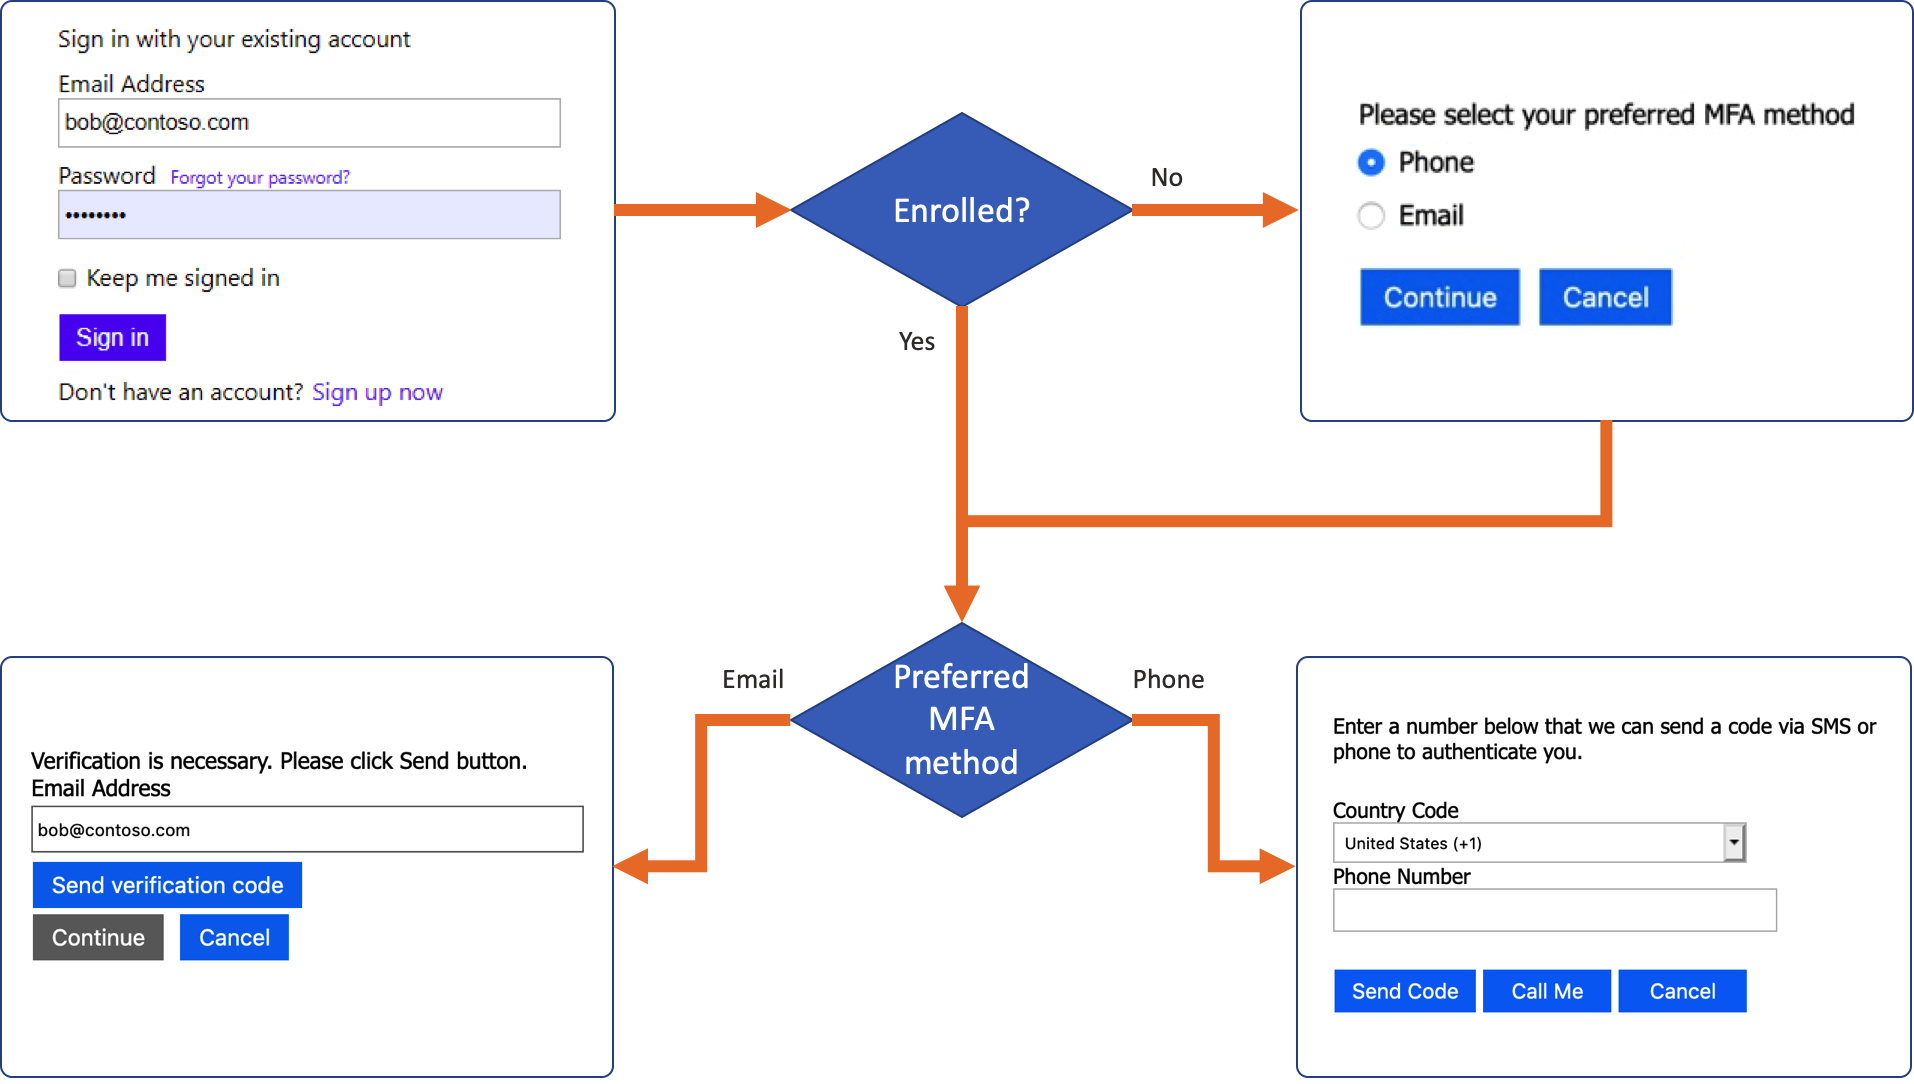 Sign in with your existing account
Email Address
bob@contoso.com
Password Forgot your password?
••••••••
Keep me signed in
Sign in
Don't have an account? Sign up now
Enrolled?
No
Yes
Please select your preferred MFA method
Phone
Email
Continue Cancel
Preferred
MFA
method
Email
Phone
Verification is necessary. Please click Send button.
Email Address
bob@contoso.com
Send verification code
Continue Cancel
Enter a number below that we can send a code via SMS or
phone to authenticate you.
Country Code
United States (+1)
Phone Number
Send Code Call Me Cancel